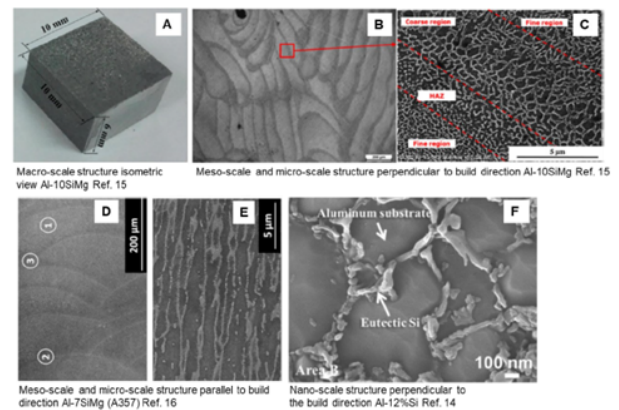 A
10 mm
10 mm
6 mm
B
C
Coarse region
Fine region
HAZ
Fine region
5 µm
Macro-scale structure isometric
view Al-10SiMg Ref. 15
Meso-scale and micro-scale structure perpendicular to build direction Al-10SiMg Ref. 15
D
1
3
2
200 µm
E
5 µm
F
Aluminum substrate
Eutectic Si
Area B
100 nm
Meso-scale and micro-scale structure parallel to build
direction Al-7SiMg (A357) Ref. 16
Nano-scale structure perpendicular to
the build direction Al-12%Si Ref. 14